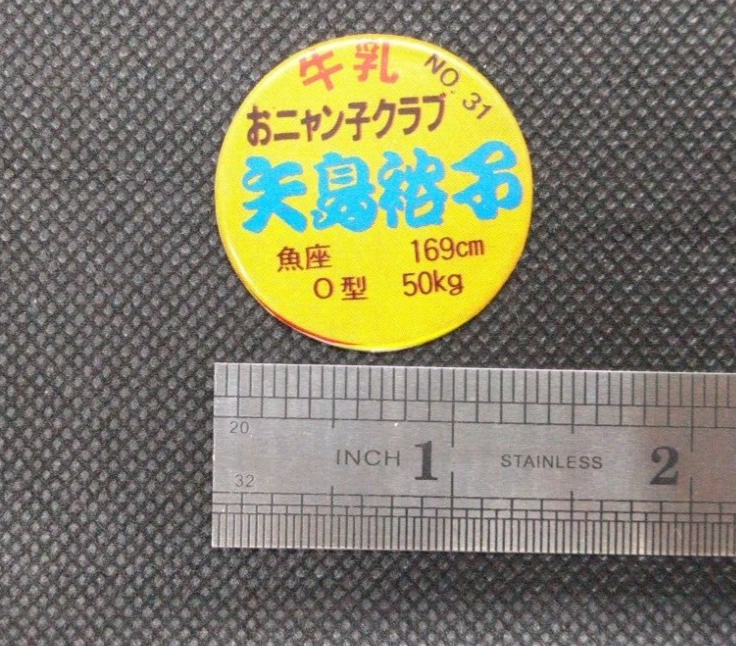 牛乳
NO. 31
おニャン子クラブ
矢島裕子
魚座 169cm
O型 50kg
20
INCH 1 STAINLESS 2
32